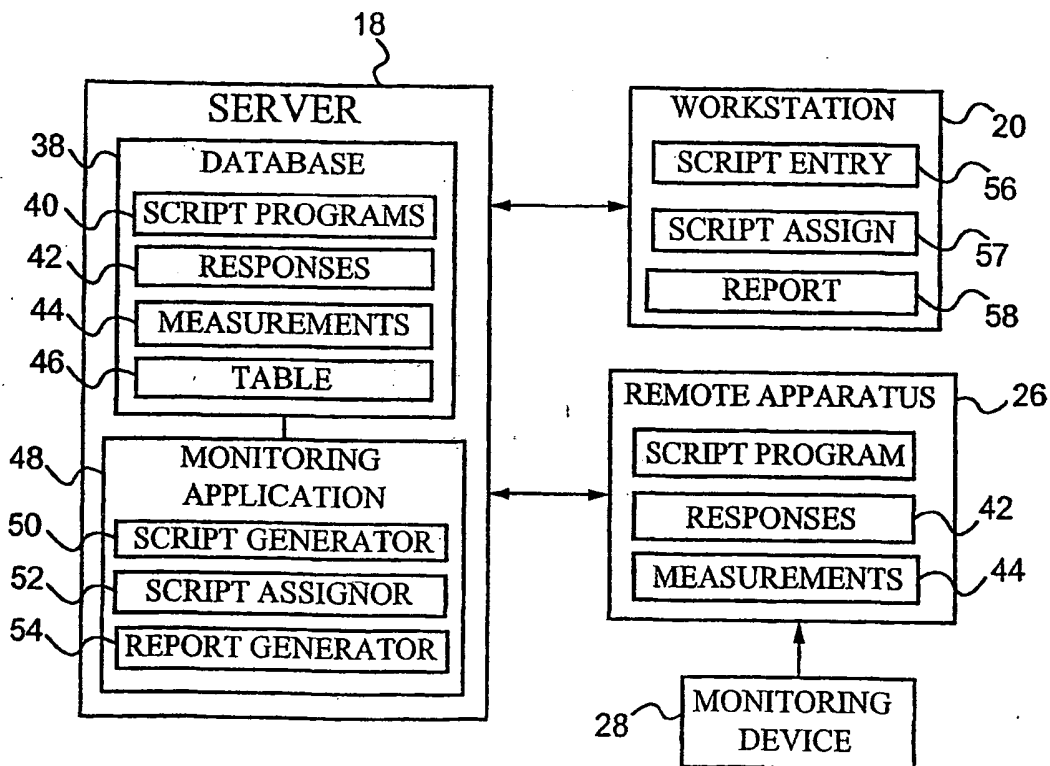 18
SERVER
38
DATABASE
40
SCRIPT PROGRAMS
42
RESPONSES
44
MEASUREMENTS
46
TABLE
48
MONITORING
APPLICATION
50
SCRIPT GENERATOR
52
SCRIPT ASSIGNOR
54
REPORT GENERATOR
WORKSTATION
20
SCRIPT ENTRY
56
SCRIPT ASSIGN
57
REPORT
58
REMOTE APPARATUS
26
SCRIPT PROGRAM
RESPONSES
42
MEASUREMENTS
44
28
MONITORING
DEVICE